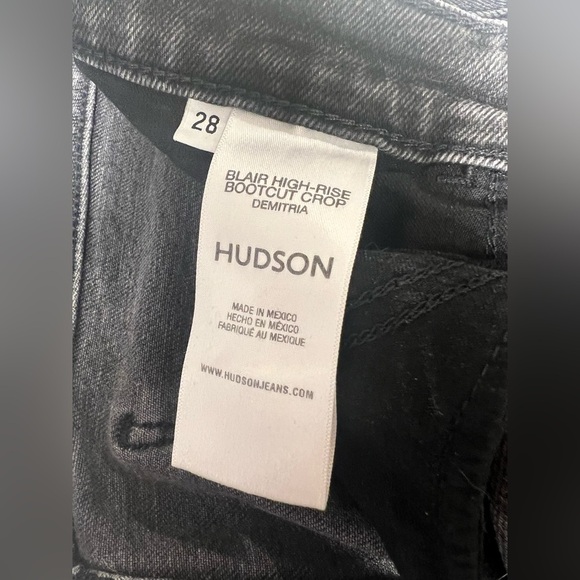 28
BLAIR HIGH-RISE
BOOTCUT CROP
DEMITRIA
HUDSON
MADE IN MEXICO
HECHO EN MÉXICO
FABRIQUÉ AU MEXIQUE
WWW.HUDSONJEANS.COM